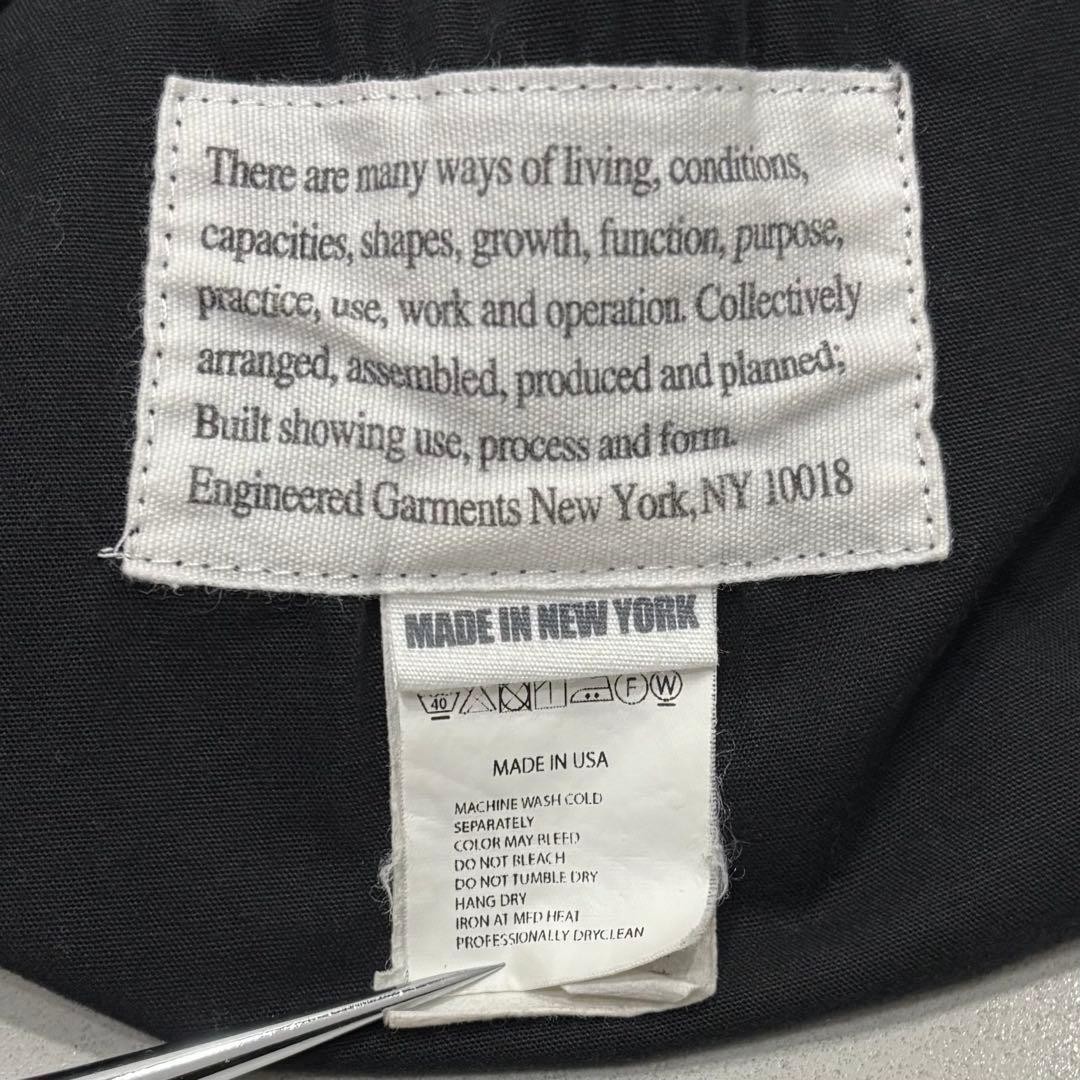 There are many ways of living, conditions,
capacities, shapes, growth, function, purpose,
practice, use, work and operation. Collectively
arranged, assembled, produced and planned;
Built showing use, process and form.
Engineered Garments New York, NY 10018
MADE IN NEW YORK
40 F W
MADE IN USA
MACHINE WASH COLD
SEPARATELY
COLOR MAY BLEED
DO NOT BLEACH
DO NOT TUMBLE DRY
HANG DRY
IRON AT MED HEAT
PROFESSIONALLY DRYCLEAN